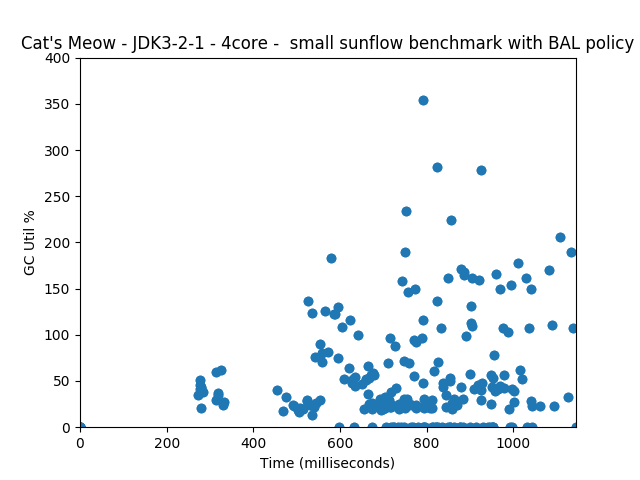 Cat's Meow - JDK3-2-1 - 4core -  small sunflow benchmark with BAL policy
400
350
300
250
200
150
100
50
0
GC Util %
0 200 400 600 800 1000
Time (milliseconds)